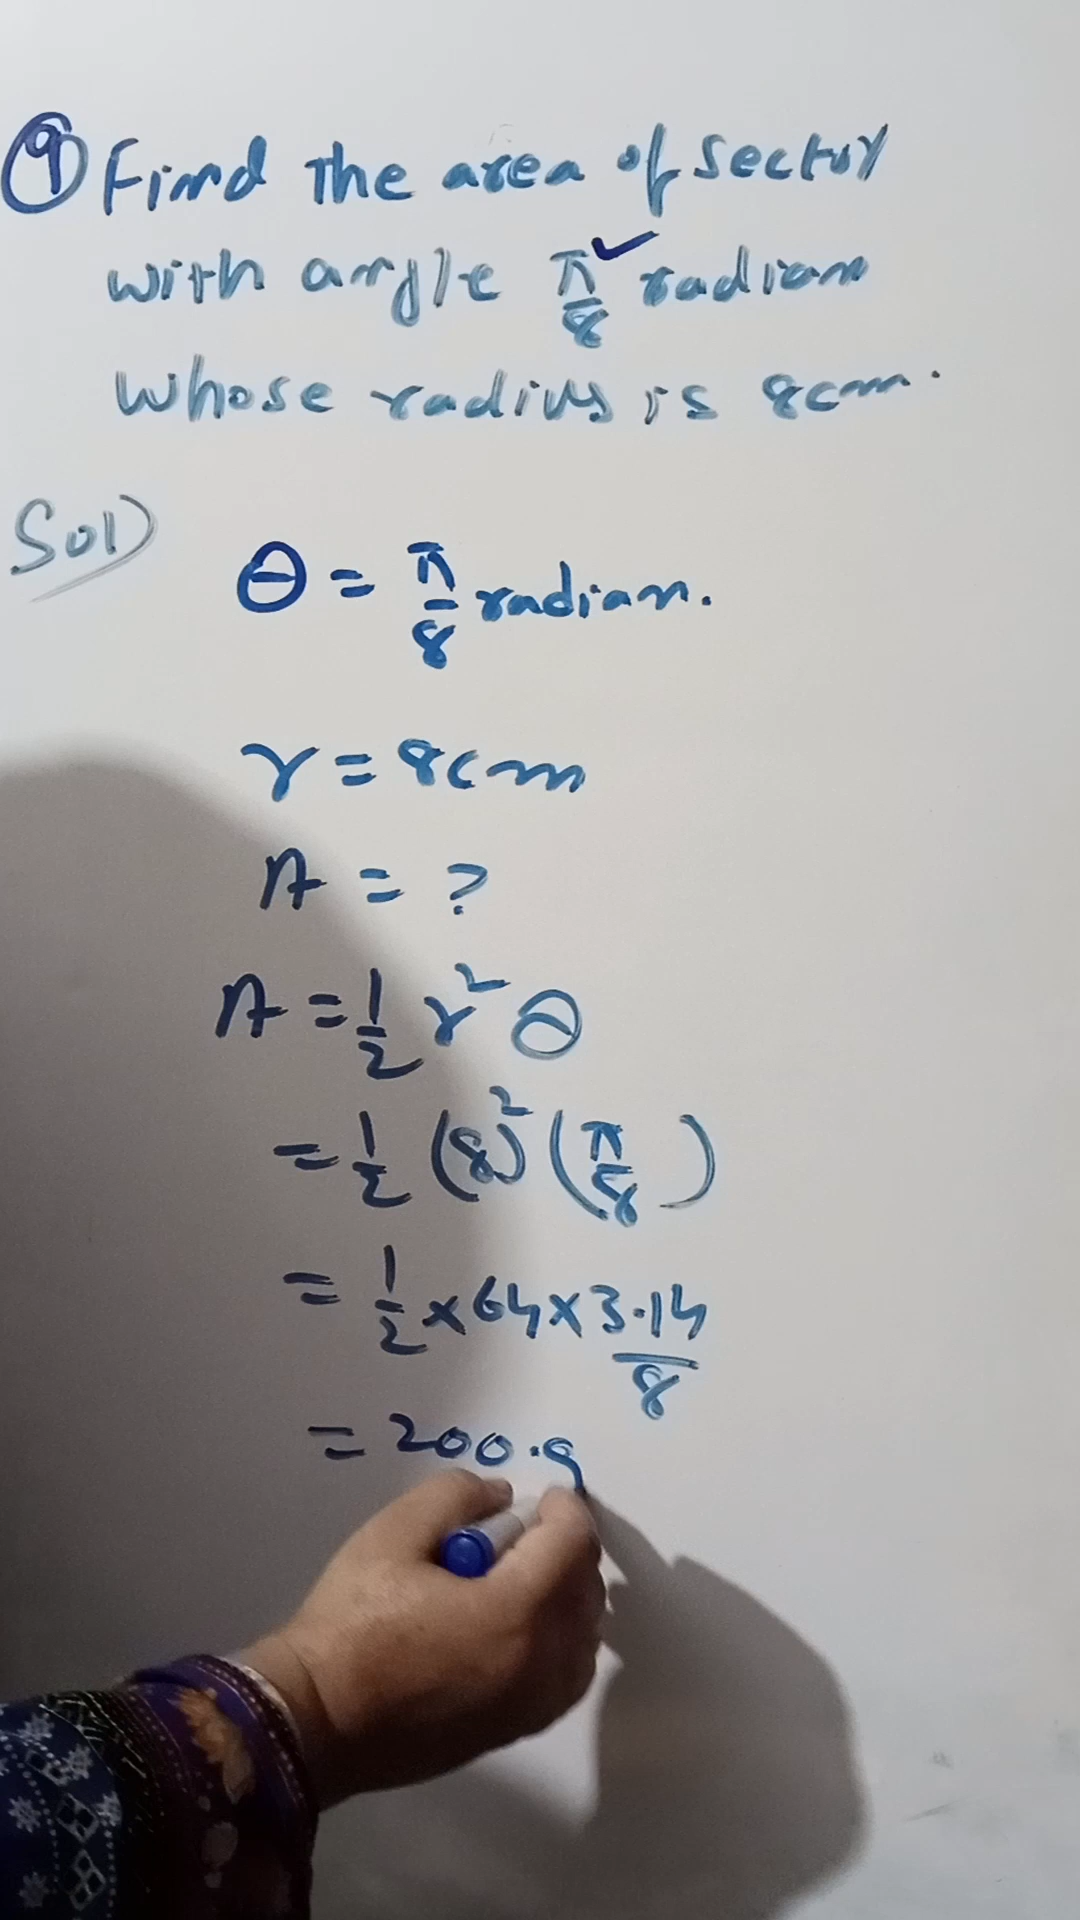 9 Find the area of sector
with angle π/8 radian
whose radius is 8cm.
Sol)
θ = π/8 radian.
r = 8cm
A = ?
A = 1/2 r² θ
= 1/2 (8)² (π/8)
= 1/2 × 64 × 3.14/8
= 200.9